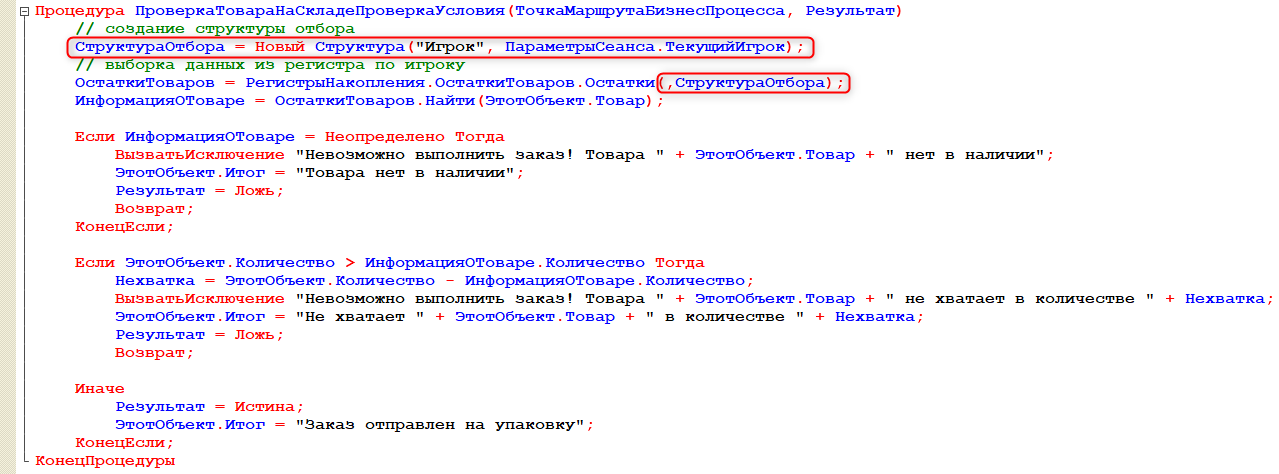 Процедура ПроверкаТовараНаСкладеПроверкаУсловия(ТочкаМаршрутаБизнесПроцесса, Результат)
// создание структуры отбора
СтруктураОтбора = Новый Структура("Игрок", ПараметрыСеанса.ТекущийИгрок);
// выборка данных из регистра по игроку
ОстаткиТоваров = РегистрыНакопления.ОстаткиТоваров.Остатки(,СтруктураОтбора);
ИнформацияОТоваре = ОстаткиТоваров.Найти(ЭтотОбъект.Товар);
Если ИнформацияОТоваре = Неопределено Тогда
ВызватьИсключение "Невозможно выполнить заказ! Товара " + ЭтотОбъект.Товар + " нет в наличии";
ЭтотОбъект.Итог = "Товара нет в наличии";
Результат = Ложь;
Возврат;
КонецЕсли;
Если ЭтотОбъект.Количество > ИнформацияОТоваре.Количество Тогда
Нехватка = ЭтотОбъект.Количество - ИнформацияОТоваре.Количество;
ВызватьИсключение "Невозможно выполнить заказ! Товара " + ЭтотОбъект.Товар + " не хватает в количестве " + Нехватка;
ЭтотОбъект.Итог = "Не хватает " + ЭтотОбъект.Товар + " в количестве " + Нехватка;
Результат = Ложь;
Возврат;
Иначе
Результат = Истина;
ЭтотОбъект.Итог = "Заказ отправлен на упаковку";
КонецЕсли;
КонецПроцедуры